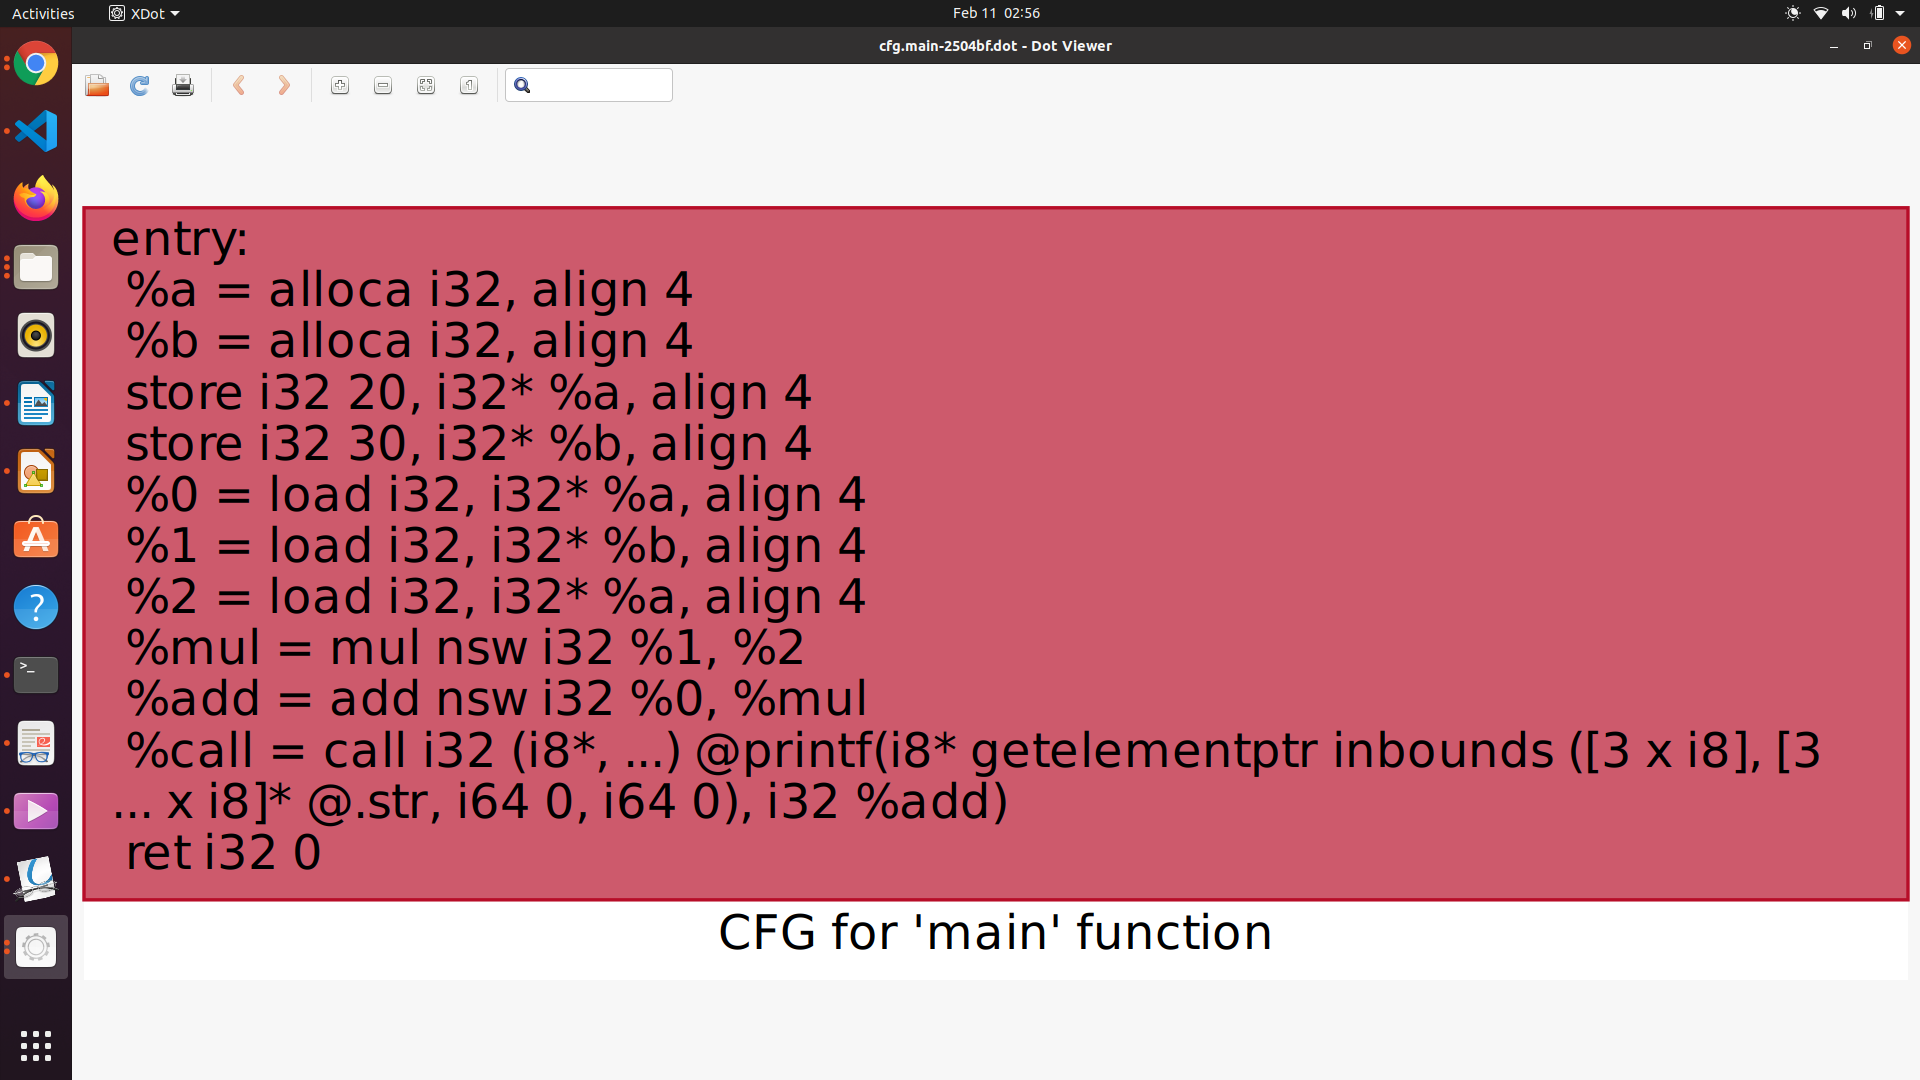 Activities
XDot
Feb 11 02:56
cfg.main-2504bf.dot - Dot Viewer
entry:
%a = alloca i32, align 4
%b = alloca i32, align 4
store i32 20, i32* %a, align 4
store i32 30, i32* %b, align 4
%0 = load i32, i32* %a, align 4
%1 = load i32, i32* %b, align 4
%2 = load i32, i32* %a, align 4
%mul = mul nsw i32 %1, %2
%add = add nsw i32 %0, %mul
%call = call i32 (i8*, ...) @printf(i8* getelementptr inbounds ([3 x i8], [3
... x i8]* @.str, i64 0, i64 0), i32 %add)
ret i32 0
CFG for 'main' function